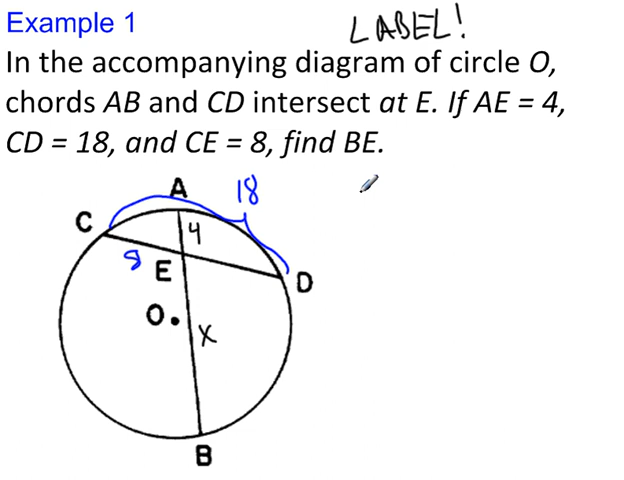 Example 1
LABEL!
In the accompanying diagram of circle O,
chords AB and CD intersect at E. If AE = 4,
CD = 18, and CE = 8, find BE.
A
18
C
4
8
E
D
O
x
B